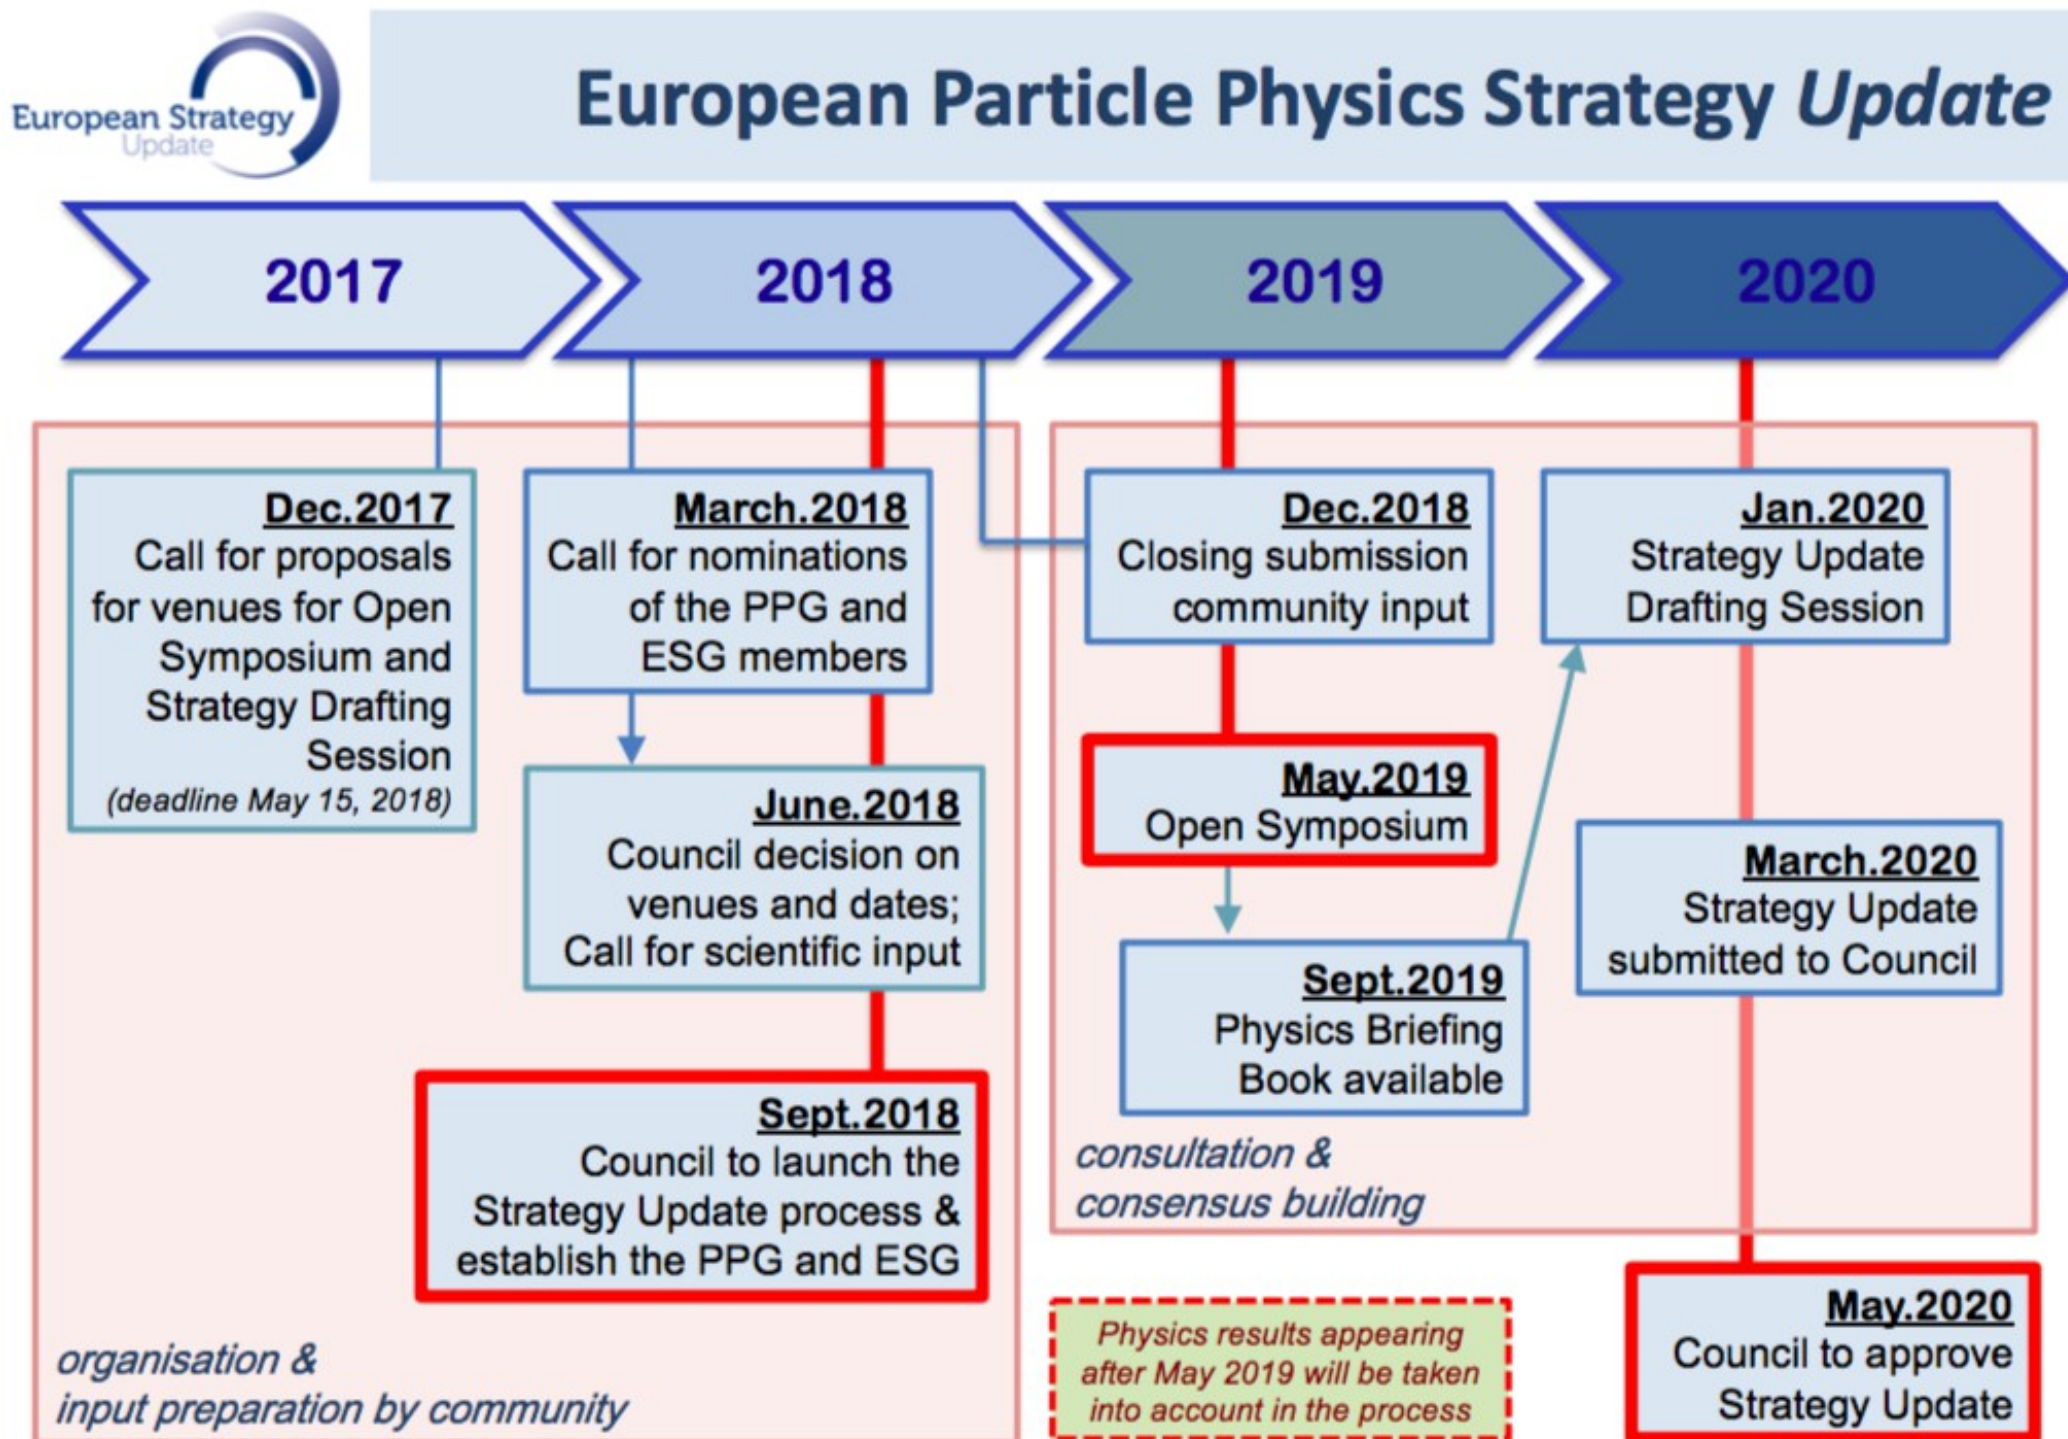 European Strategy
Update
European Particle Physics Strategy Update
2017
2018
2019
2020
Dec.2017
Call for proposals
for venues for Open
Symposium and
Strategy Drafting
Session
(deadline May 15, 2018)
March.2018
Call for nominations
of the PPG and
ESG members
June.2018
Council decision on
venues and dates;
Call for scientific input
Sept.2018
Council to launch the
Strategy Update process &
establish the PPG and ESG
organisation &
input preparation by community
Dec.2018
Closing submission
community input
May.2019
Open Symposium
Sept.2019
Physics Briefing
Book available
Jan.2020
Strategy Update
Drafting Session
March.2020
Strategy Update
submitted to Council
consultation &
consensus building
Physics results appearing
after May 2019 will be taken
into account in the process
May.2020
Council to approve
Strategy Update